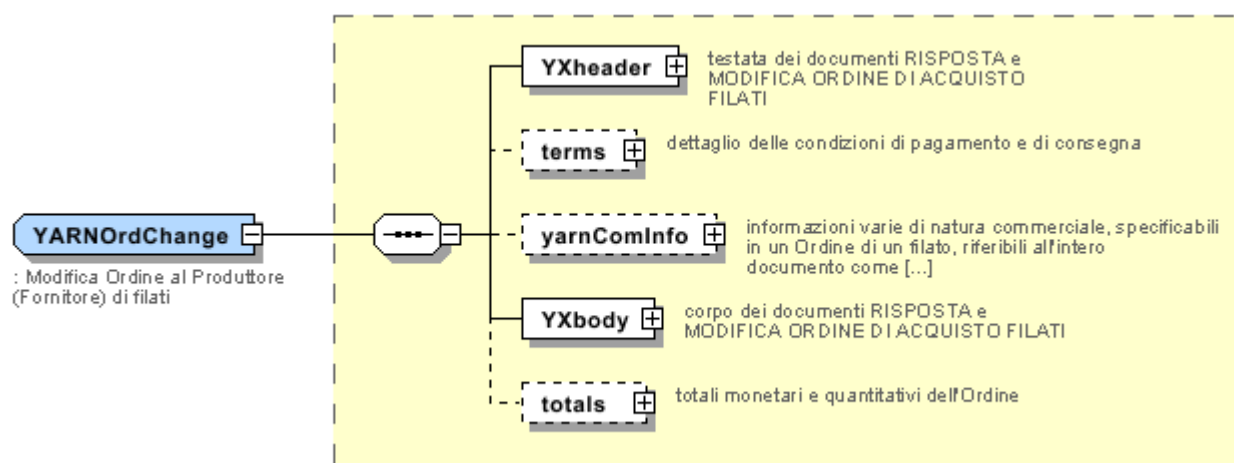 YXheader
testata dei documenti RISPOSTA e
MODIFICA ORDINE DI ACQUISTO
FILATI
terms
dettaglio delle condizioni di pagamento e di consegna
YARNOrdChange
: Modifica Ordine al Produttore
(Fornitore) di filati
yarnComInfo
informazioni varie di natura commerciale, specificabili
in un Ordine di un filato, riferibili all'intero
documento come [...]
YXbody
corpo dei documenti RISPOSTA e
MODIFICA ORDINE DI ACQUISTO FILATI
totals
totali monetari e quantitativi dell'Ordine